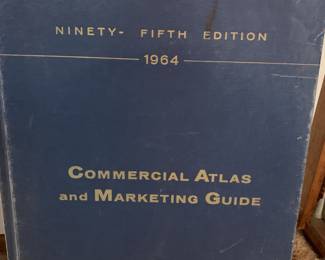 NINETY- FIFTH EDITION
1964
COMMERCIAL ATLAS
and MARKETING GUIDE